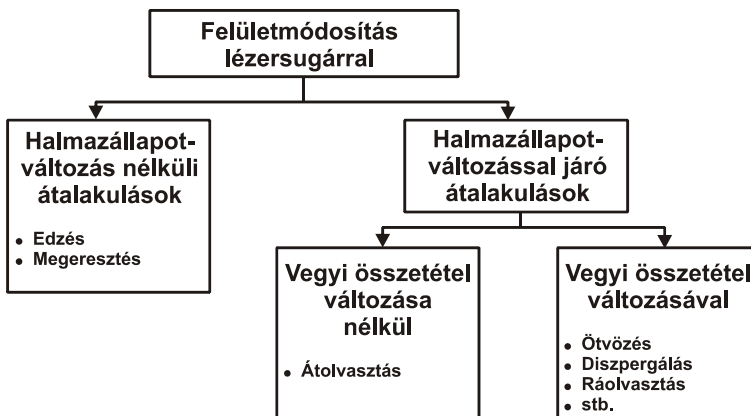 Felületmódosítás
lézersugárral
Halmazállapot-
változás nélküli
átalakulások
• Edzés
• Megeresztés
Halmazállapot-
változással járó
átalakulások
Vegyi összetétel
változása
nélkül
• Átolvasztás
Vegyi összetétel
változásával
• Ötvözés
• Diszpergálás
• Ráolvasztás
• stb.